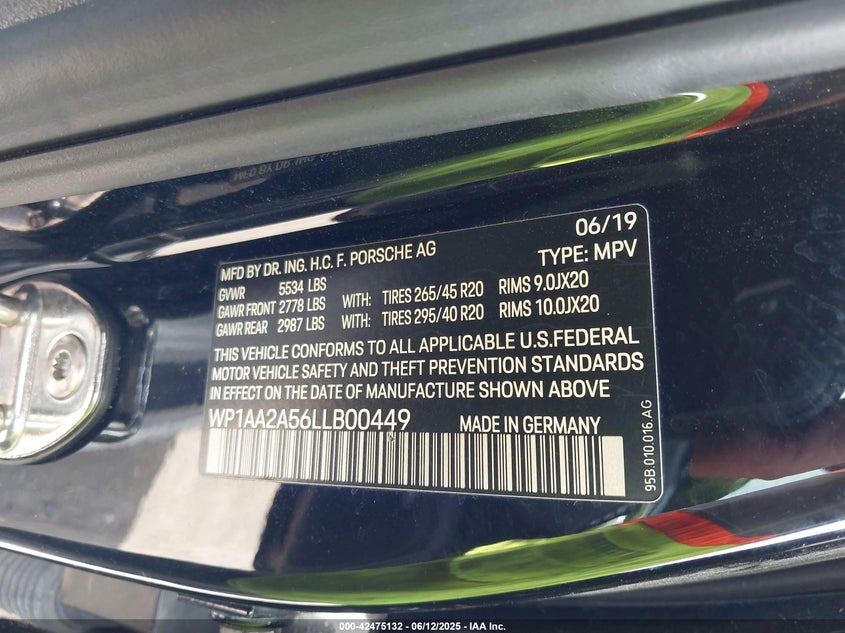 06/19
MFD BY DR. ING. H.C. F. PORSCHE AG TYPE: MPV
GVWR 5534 LBS
GAWR FRONT 2778 LBS WITH: TIRES 265/45 R20 RIMS 9.0JX20
GAWR REAR 2987 LBS WITH: TIRES 295/40 R20 RIMS 10.0JX20
THIS VEHICLE CONFORMS TO ALL APPLICABLE U.S.FEDERAL
MOTOR VEHICLE SAFETY AND THEFT PREVENTION STANDARDS
IN EFFECT ON THE DATE OF MANUFACTURE SHOWN ABOVE
WP1AA2A56LLB00449 MADE IN GERMANY
95B.010.016.AG
000-42475132 - 06/12/2025 - IAA Inc.